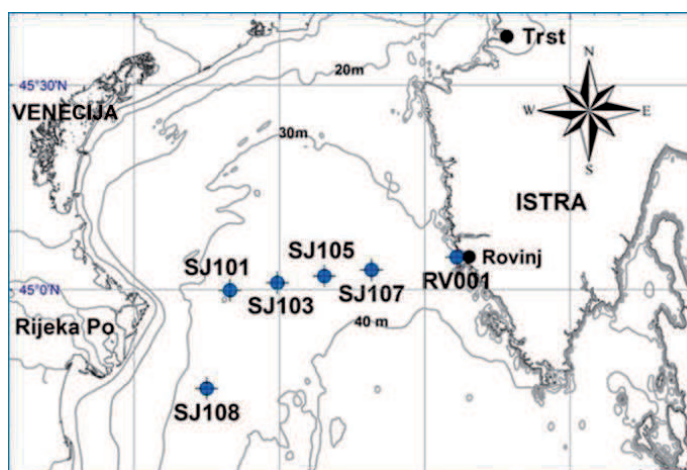 Trst
20m
45°30'N
N
VENECIJA
W E
30m
S
ISTRA
SJ105
SJ101
Rovinj
SJ107
RV001
SJ103
45°0'N
40 m
Rijeka Po
SJ108